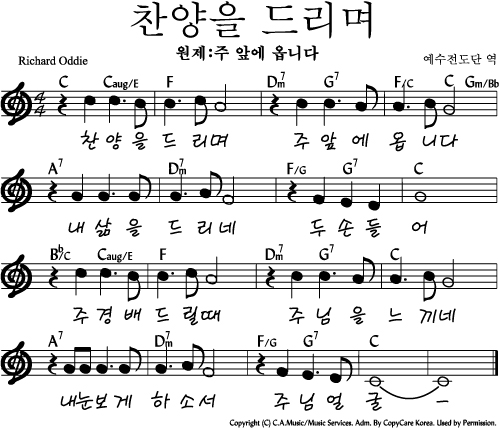 찬양을 드리며
원제:주 앞에 옵니다
Richard Oddie
예수전도단 역
C Caug/E F Dm7 G7 F/C C Gm/Bb
4/4
찬 양 을 드 리며 주 앞 에 옵 니다
A7 Dm7 F/G G7 C
내 삶 을 드 리네 두 손 들 어
Bb/C Caug/E F Dm7 G7 C
주 경 배 드 릴때 주 님 을 느 끼네
A7 Dm7 F/G G7 C
내눈보 게 하 소서 주 님 얼 굴 -
Copyright (C) C.A.Music/Music Services. Adm. By CopyCare Korea. Used by Permission.